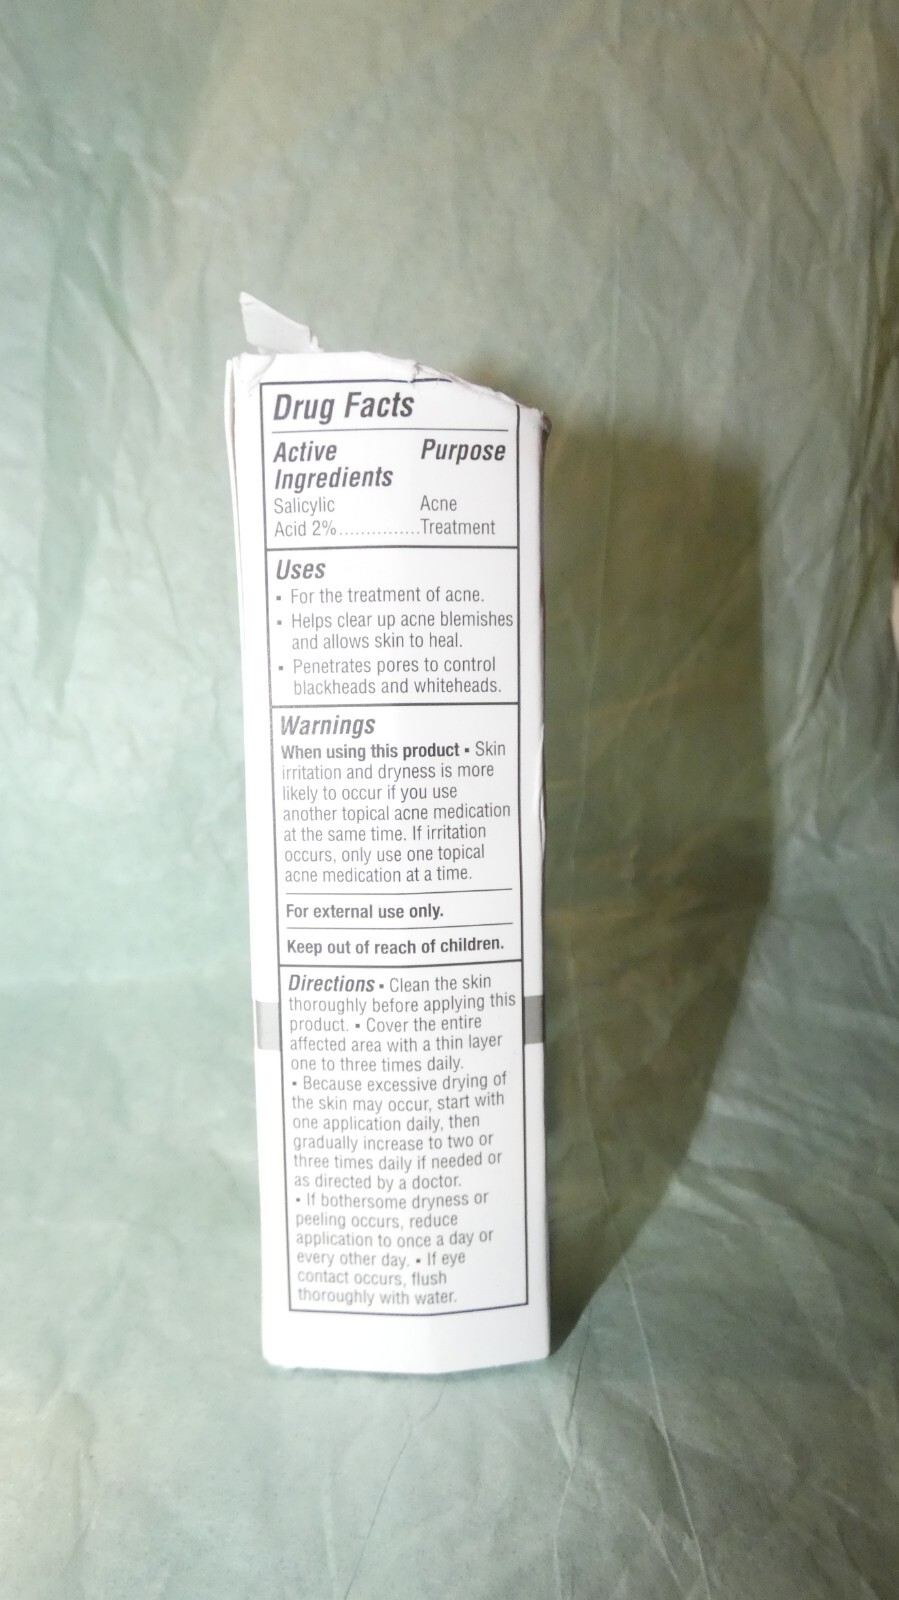 Drug Facts
Active Purpose
Ingredients
Salicylic Acne
Acid 2%...............Treatment
Uses
▪ For the treatment of acne.
▪ Helps clear up acne blemishes
and allows skin to heal.
▪ Penetrates pores to control
blackheads and whiteheads.
Warnings
When using this product ▪ Skin
irritation and dryness is more
likely to occur if you use
another topical acne medication
at the same time. If irritation
occurs, only use one topical
acne medication at a time.
For external use only.
Keep out of reach of children.
Directions ▪ Clean the skin
thoroughly before applying this
product. ▪ Cover the entire
affected area with a thin layer
one to three times daily.
▪ Because excessive drying of
the skin may occur, start with
one application daily, then
gradually increase to two or
three times daily if needed or
as directed by a doctor.
▪ If bothersome dryness or
peeling occurs, reduce
application to once a day or
every other day. ▪ If eye
contact occurs, flush
thoroughly with water.